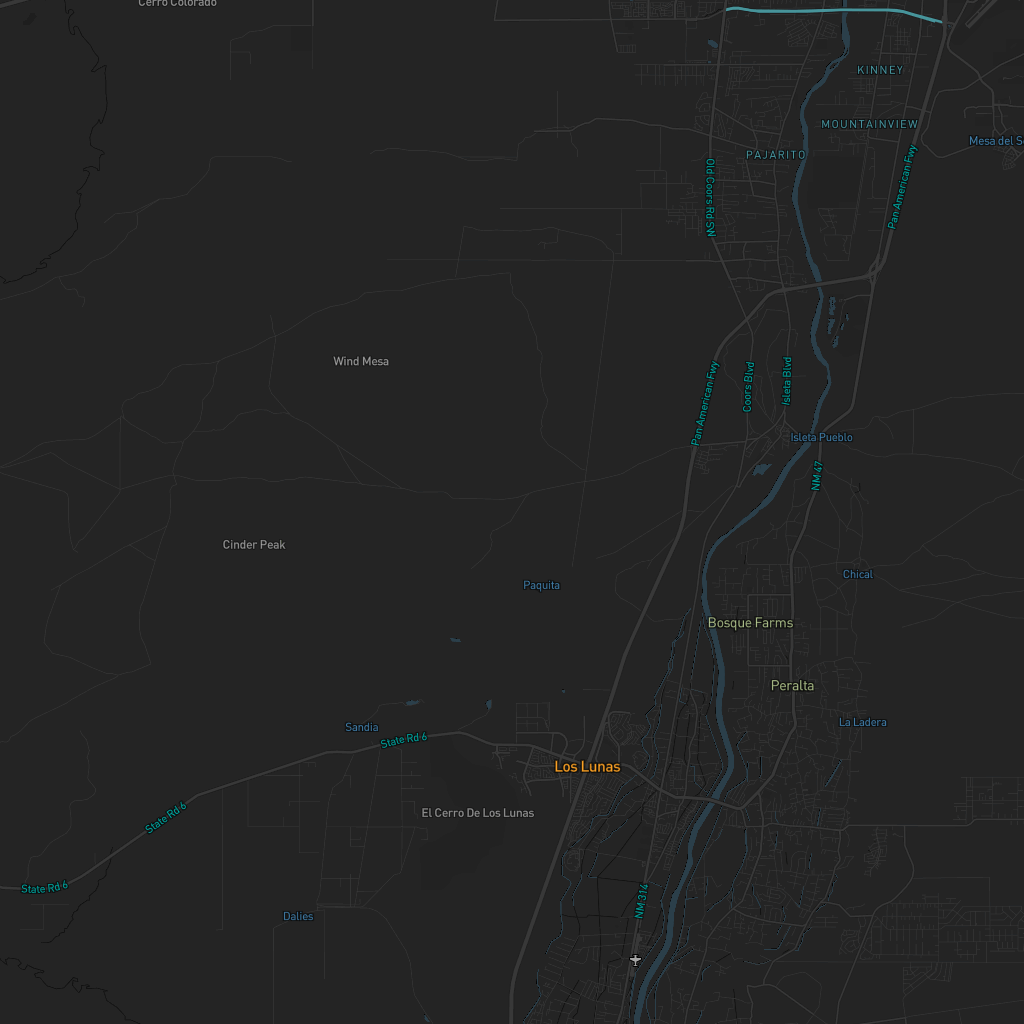 Cerro Colorado
KINNEY
MOUNTAINVIEW
Mesa del S
PAJARITO
Old Coors Rd SW
Pan American Fwy
Wind Mesa
Pan American Fwy
Coors Blvd
Isleta Blvd
Isleta Pueblo
NM 47
Cinder Peak
Paquita
Chical
Bosque Farms
Peralta
La Ladera
Sandia
State Rd 6
Los Lunas
State Rd 6
El Cerro De Los Lunas
State Rd 6
NM 314
Dalies